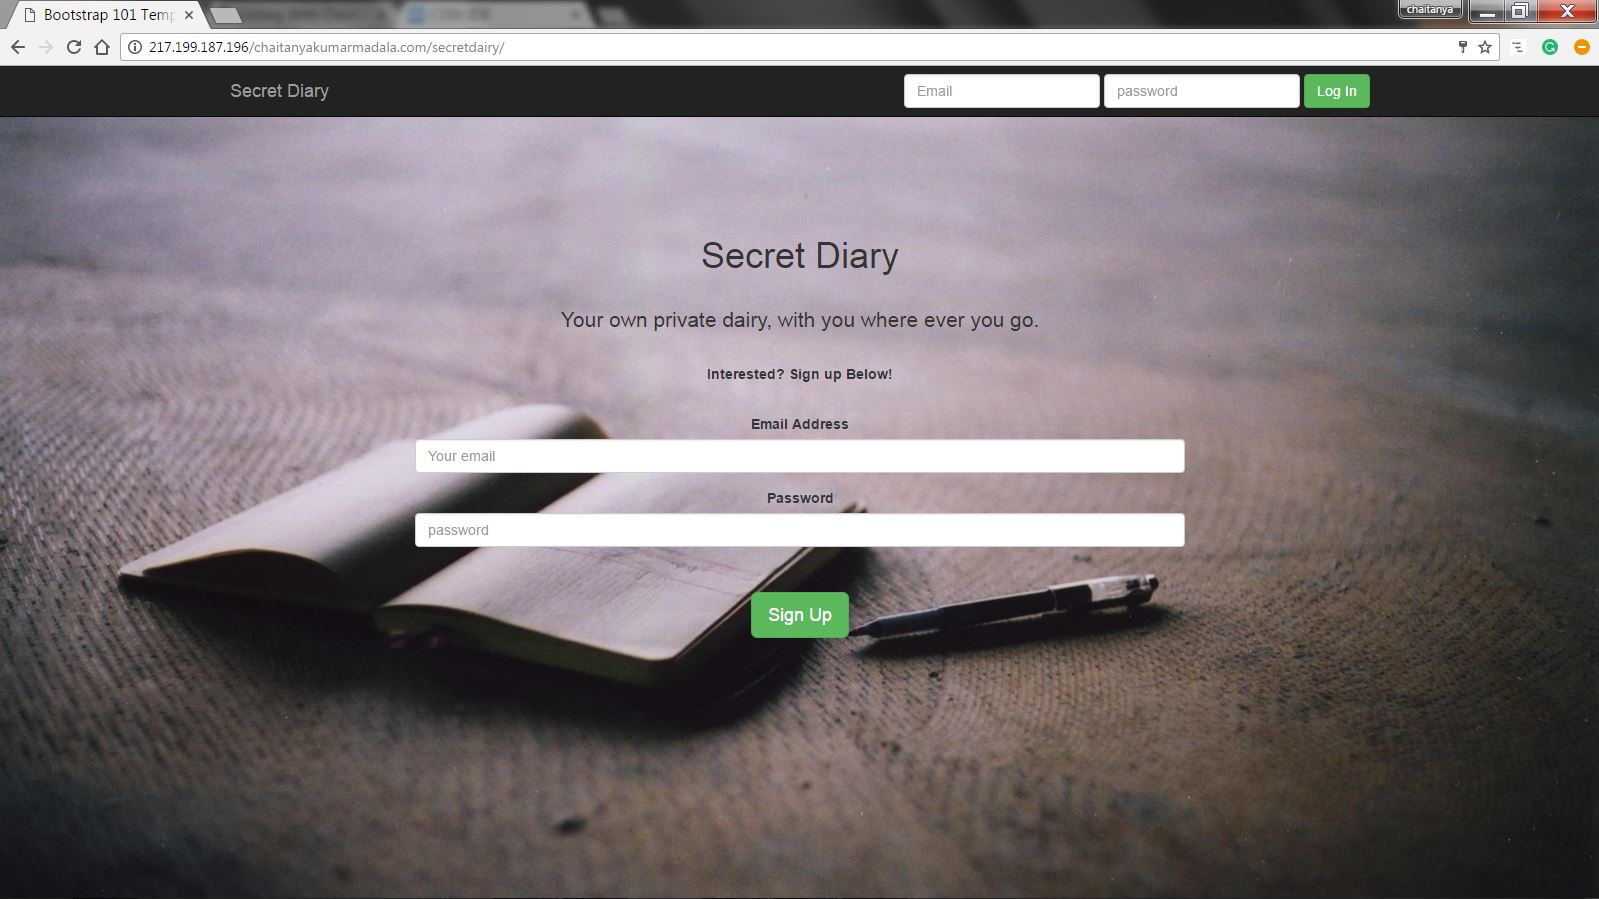 Bootstrap 101 Temp
chaitanya
217.199.187.196/chaitanyakumarmadala.com/secretdairy/
Secret Diary
Email
password
Log In
Secret Diary
Your own private dairy, with you where ever you go.
Interested? Sign up Below!
Email Address
Your email
Password
password
Sign Up